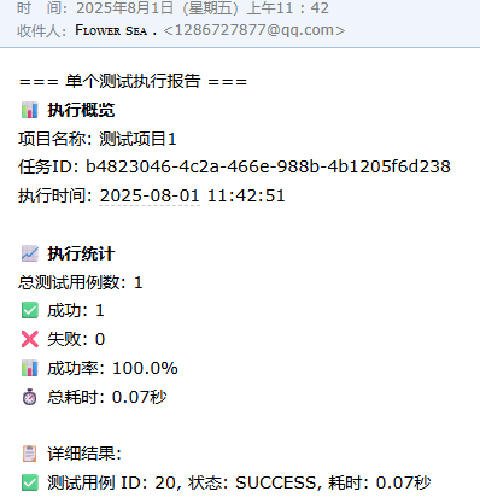 时 间： 2025年8月1日 (星期五) 上午11：42
收件人： Flower Sea . <1286727877@qq.com>
=== 单个测试执行报告 ===
📊 执行概览
项目名称: 测试项目1
任务ID: b4823046-4c2a-466e-988b-4b1205f6d238
执行时间: 2025-08-01 11:42:51
📈 执行统计
总测试用例数: 1
✅ 成功: 1
❌ 失败: 0
📊 成功率: 100.0%
⏱️ 总耗时: 0.07秒
📋 详细结果:
✅ 测试用例 ID: 20, 状态: SUCCESS, 耗时: 0.07秒